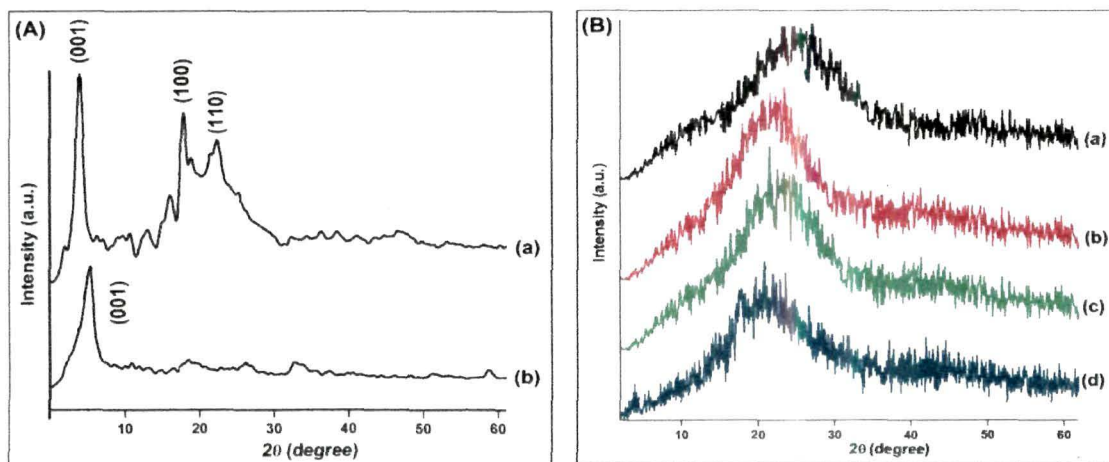 (A)
(001)
(100)
(110)
(a)
(001)
(b)
Intensity (a.u.)
0 10 20 30 40 50 60
2θ (degree)
(B)
(a)
(b)
(c)
(d)
Intensity (a.u.)
10 20 30 40 50 60
2θ (degree)